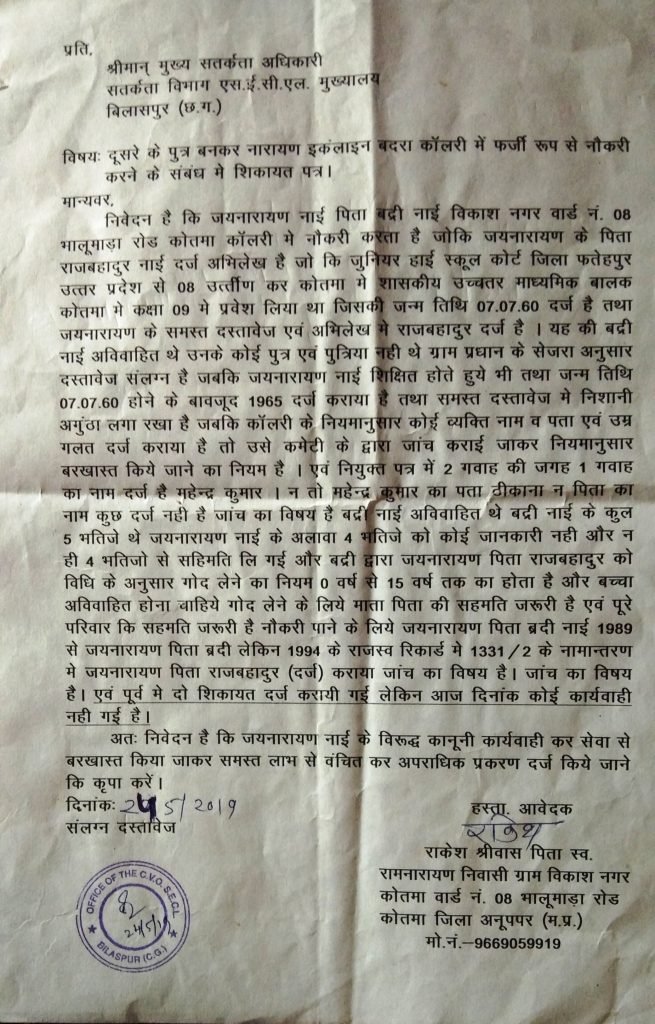 प्रति,
श्रीमान् मुख्य सतर्कता अधिकारी
सतर्कता विभाग एस.ई.सी.एल. मुख्यालय
बिलासपुर (छ.ग.)
विषयः दूसरे के पुत्र बनकर नारायण इकंलाइन बदरा कॉलरी में फर्जी रूप से नौकरी
करने के संबंध मे शिकायत पत्र।
मान्यवर,
निवेदन है कि जयनारायण नाई पिता बद्री नाई विकाश नगर वार्ड नं. 08
भालूमाड़ा रोड कोतमा कॉलरी मे नौकरी करता है जोकि जयनारायण के पिता
राजबहादुर नाई दर्ज अभिलेख है जो कि जुनियर हाई स्कूल कोर्ट जिला फतेहपुर
उत्तर प्रदेश से 08 उर्त्तीण कर कोतमा मे शासकीय उच्चतर माध्यमिक बालक
कोतमा मे कक्षा 09 मे प्रवेश लिया था जिसकी जन्म तिथि 07.07.60 दर्ज है तथा
जयनारायण के समस्त दस्तावेज एवं अभिलेख मे राजबहादुर दर्ज है । यह की बद्री
नाई अविवाहित थे उनके कोई पुत्र एवं पुत्रिया नही थे ग्राम प्रधान के सेजरा अनुसार
दस्तावेज संलग्न है जबकि जयनारायण नाई शिक्षित होते हुये भी तथा जन्म तिथि
07.07.60 होने के बावजूद 1965 दर्ज कराया है तथा समस्त दस्तावेज मे निशानी
अगुंठा लगा रखा है जबकि कॉलरी के नियमानुसार कोई व्यक्ति नाम व पता एवं उम्र
गलत दर्ज कराया है तो उसे कमेटी के द्वारा जांच कराई जाकर नियमानुसार
बरखास्त किये जाने का नियम है । एवं नियुक्त पत्र में 2 गवाह की जगह 1 गवाह
का नाम दर्ज है महेन्द्र कुमार । न तो महेन्द्र कुमार का पता ठीकाना न पिता का
नाम कुछ दर्ज नही है जांच का विषय है बद्री नाई अविवाहित थे बद्री नाई के कुल
5 भतिजे थे जयनारायण नाई के अलावा 4 भतिजे को कोई जानकारी नही और न
ही 4 भतिजो से सहिमति लि गई और बद्री द्वारा जयनारायण पिता राजबहादुर को
विधि के अनुसार गोद लेने का नियम 0 वर्ष से 15 वर्ष तक का होता है और बच्चा
अविवाहित होना चाहिये गोद लेने के लिये माता पिता की सहमति जरूरी है एवं पूरे
परिवार कि सहमति जरूरी है नौकरी पाने के लिये जयनारायण पिता ब्रदी नाई 1989
से जयनारायण पिता ब्रदी लेकिन 1994 के राजस्व रिकार्ड मे 1331/2 के नामान्तरण
मे जयनारायण पिता राजबहादुर (दर्ज) कराया जांच का विषय है। जांच का विषय
है। एवं पूर्व मे दो शिकायत दर्ज करायी गई लेकिन आज दिनांक कोई कार्यवाही
नही गई है।
अतः निवेदन है कि जयनारायण नाई के विरूद्ध कानूनी कार्यवाही कर सेवा से
बरखास्त किया जाकर समस्त लाभ से वंचित कर अपराधिक प्रकरण दर्ज किये जाने
कि कृपा करें।
दिनांकः 24/5/2019
हस्ता. आवेदक
संलग्न दस्तावेज
राकेश
राकेश श्रीवास पिता स्व.
रामनारायण निवासी ग्राम विकाश नगर
कोतमा वार्ड नं. 08 भालूमाड़ा रोड
कोतमा जिला अनूपपर (म.प्र.)
मो.नं.–9669059919
OFFICE OF THE C.V.O. S.E.C.L.
24/5/19
BILASPUR (C.G.)